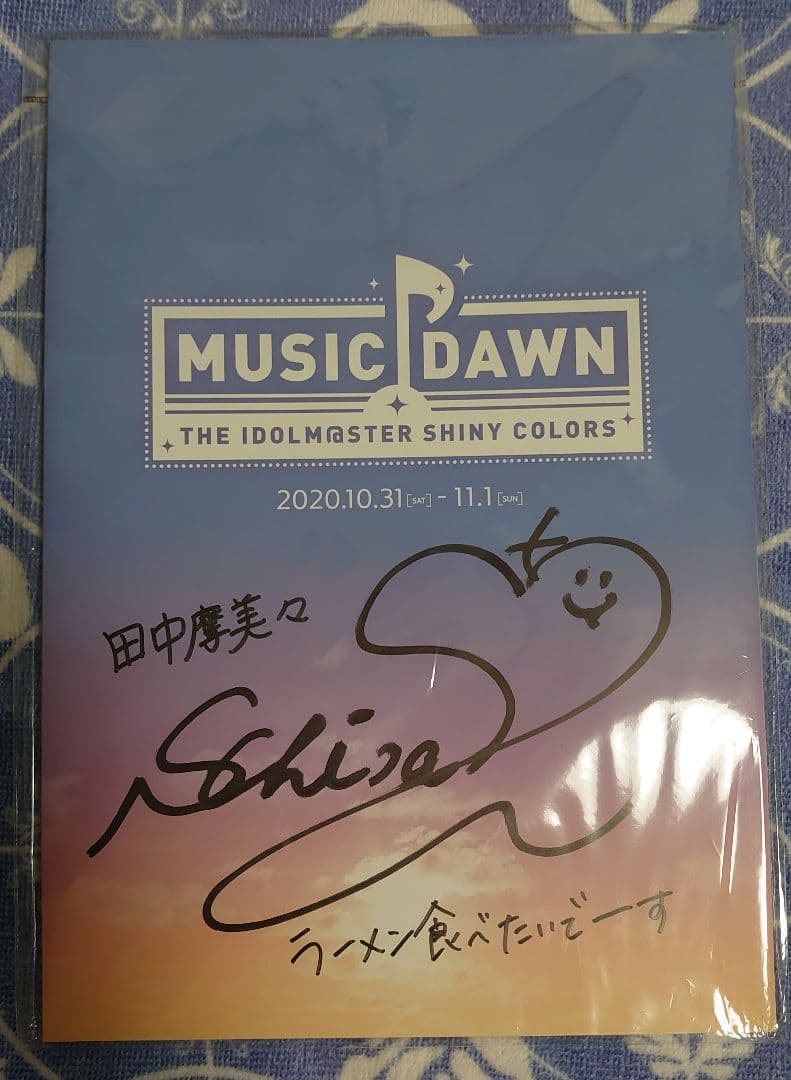 MUSIC DAWN
THE IDOLM@STER SHINY COLORS
2020.10.31[SAT] - 11.1[SUN]
田中摩美々
ラーメン食べたいでーす